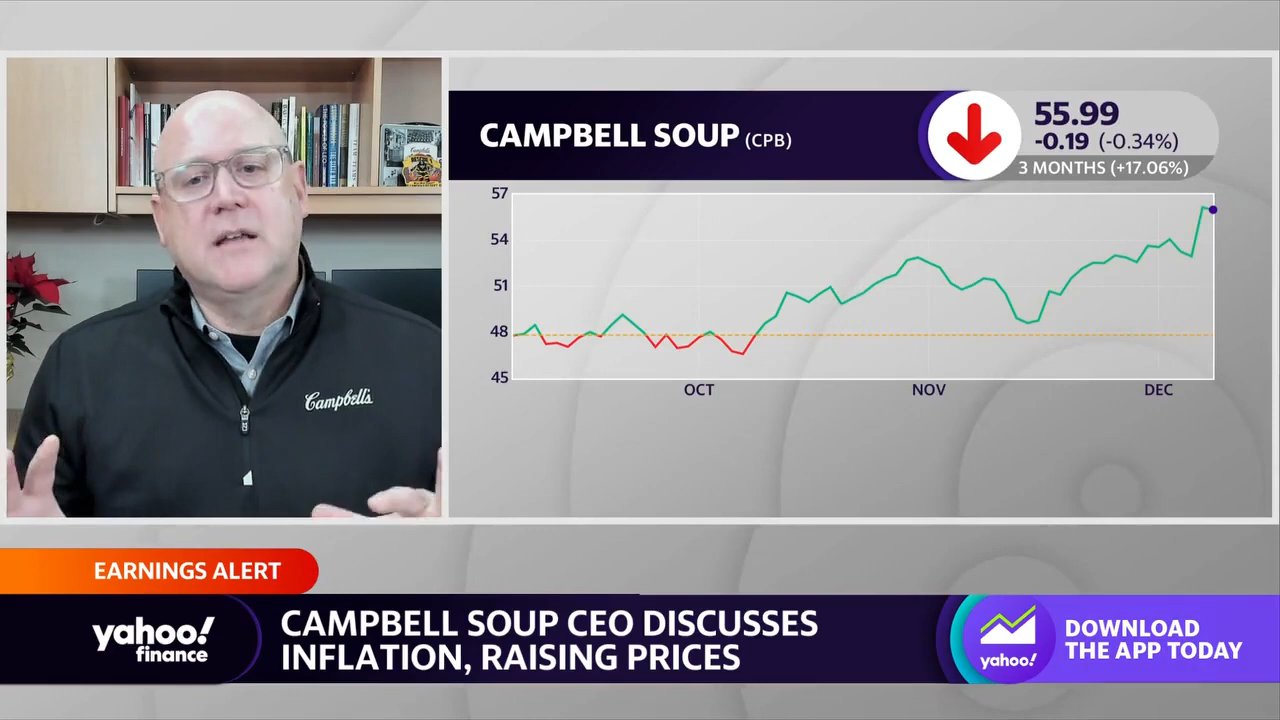 Campbell's
CAMPBELL SOUP (CPB)
55.99
-0.19 (-0.34%)
3 MONTHS (+17.06%)
57
54
51
48
45
OCT NOV DEC
EARNINGS ALERT
yahoo!
finance
CAMPBELL SOUP CEO DISCUSSES
INFLATION, RAISING PRICES
yahoo!
DOWNLOAD
THE APP TODAY